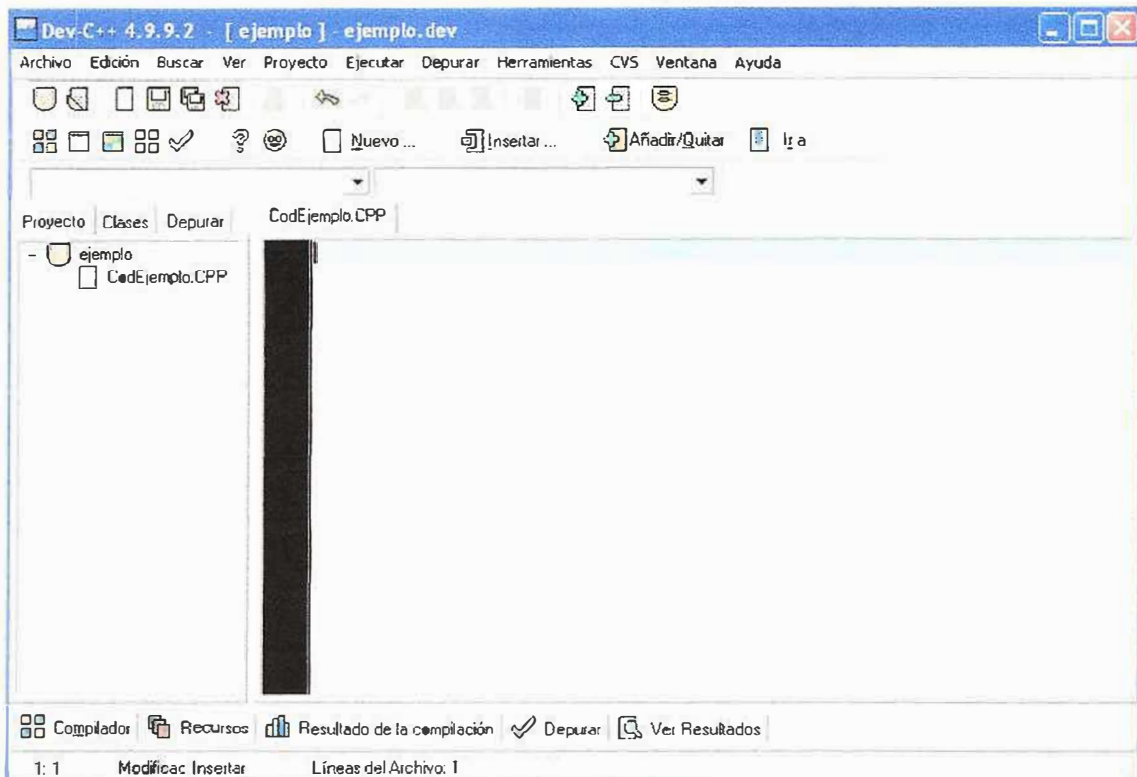 Dev-C++ 4.9.9.2 - [ ejemplo ] - ejemplo.dev
Archivo Edición Buscar Ver Proyecto Ejecutar Depurar Herramientas CVS Ventana Ayuda
Nuevo ... Insertar ... Añadir/Quitar Ir a
Proyecto Clases Depurar CodEjemplo.CPP
ejemplo
CodEjemplo.CPP
Compilador Recursos Resultado de la compilación Depurar Ver Resultados
1: 1 Modificac Insertar Líneas del Archivo: 1